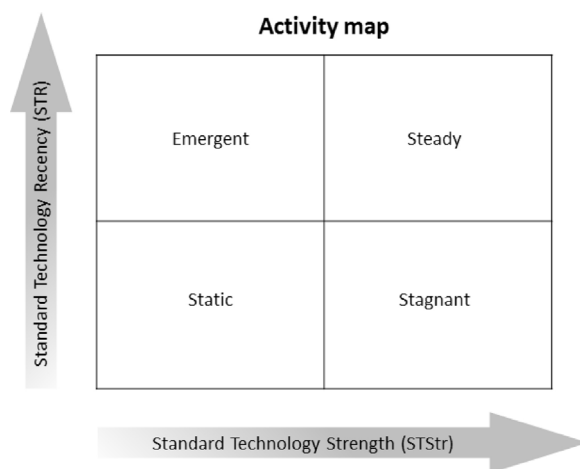 Activity map
Standard Technology Recency (STR)
Emergent
Steady
Static
Stagnant
Standard Technology Strength (STStr)